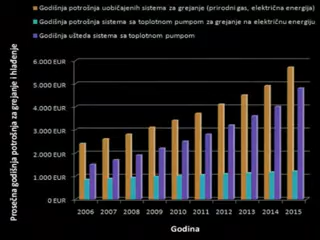 Godišnja potrošnja uobičajenih sistema za grejanje (prirodni gas, električna energija)
Godišnja potrošnja sistema sa toplotnom pumpom za grejanje na električnu energiju
Godišnja ušteda sistema sa toplotnom pumpom
Prosečna godišnja potrošnja za grejanje i hlađenje
6.000 EUR
5.000 EUR
4.000 EUR
3.000 EUR
2.000 EUR
1.000 EUR
0 EUR
2006 2007 2008 2009 2010 2011 2012 2013 2014 2015
Godina